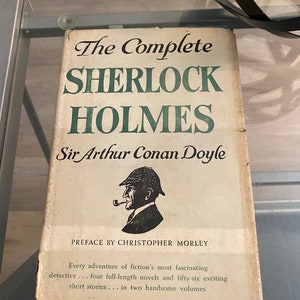 The Complete
SHERLOCK
HOLMES
Sir Arthur Conan Doyle
PREFACE BY CHRISTOPHER MORLEY
Every adventure of fiction's most fascinating
detective . . . four full-length novels and fifty-six exciting
short stories . . . in two handsome volumes